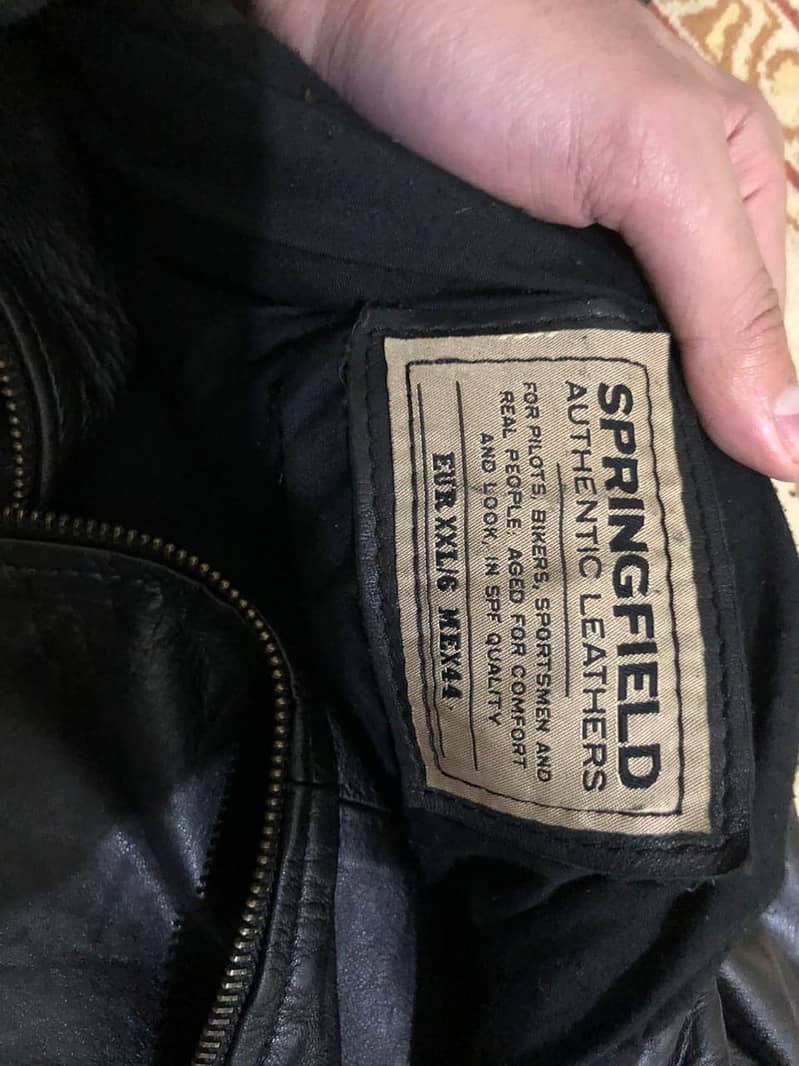 SPRINGFIELD
AUTHENTIC LEATHERS
FOR PILOTS, BIKERS, SPORTSMEN AND
REAL PEOPLE; AGED FOR COMFORT
AND LOOK, IN SPF QUALITY
EUR XXL/6 MEX44